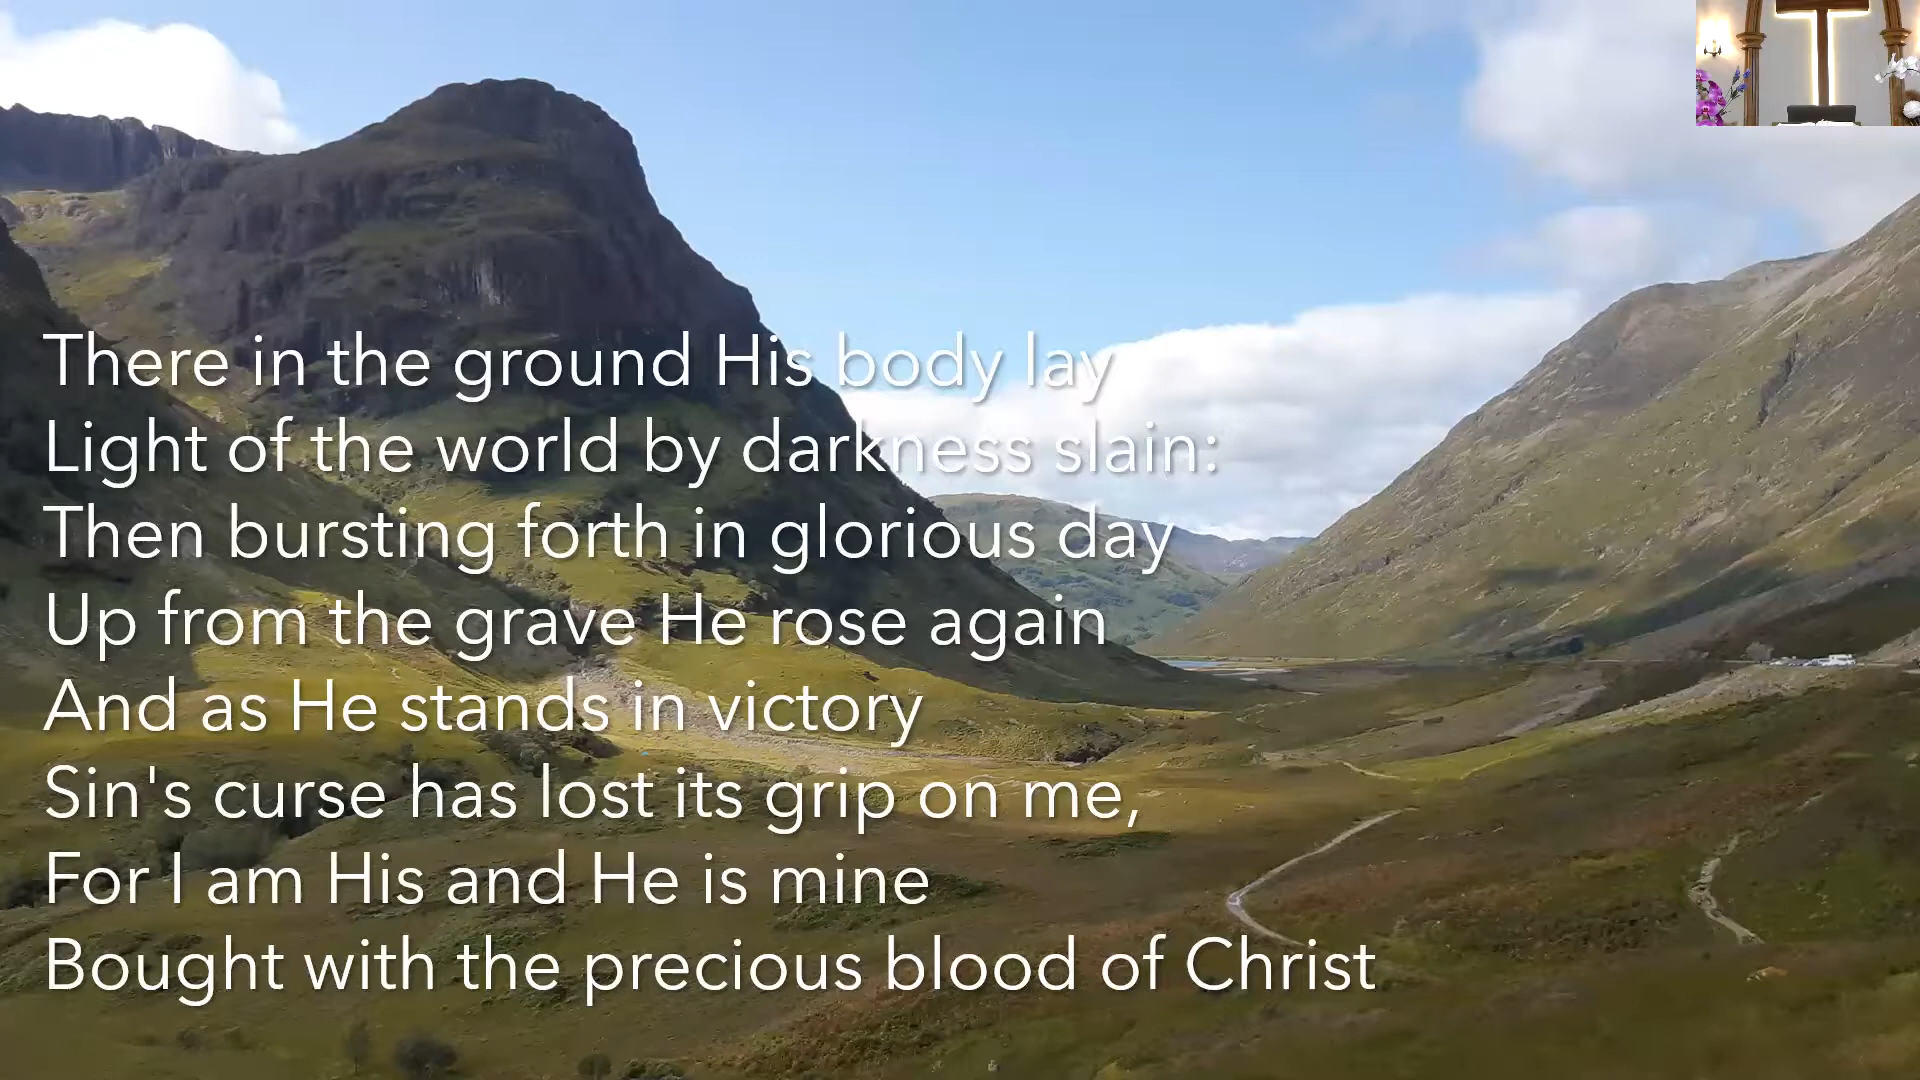 There in the ground His body lay
Light of the world by darkness slain:
Then bursting forth in glorious day
Up from the grave He rose again
And as He stands in victory
Sin's curse has lost its grip on me,
For I am His and He is mine
Bought with the precious blood of Christ